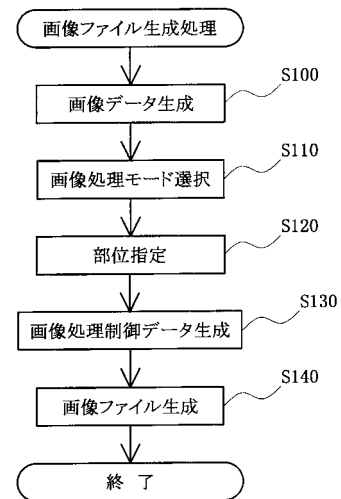 画像ファイル生成処理
S100
画像データ生成
S110
画像処理モード選択
S120
部位指定
S130
画像処理制御データ生成
S140
画像ファイル生成
終了